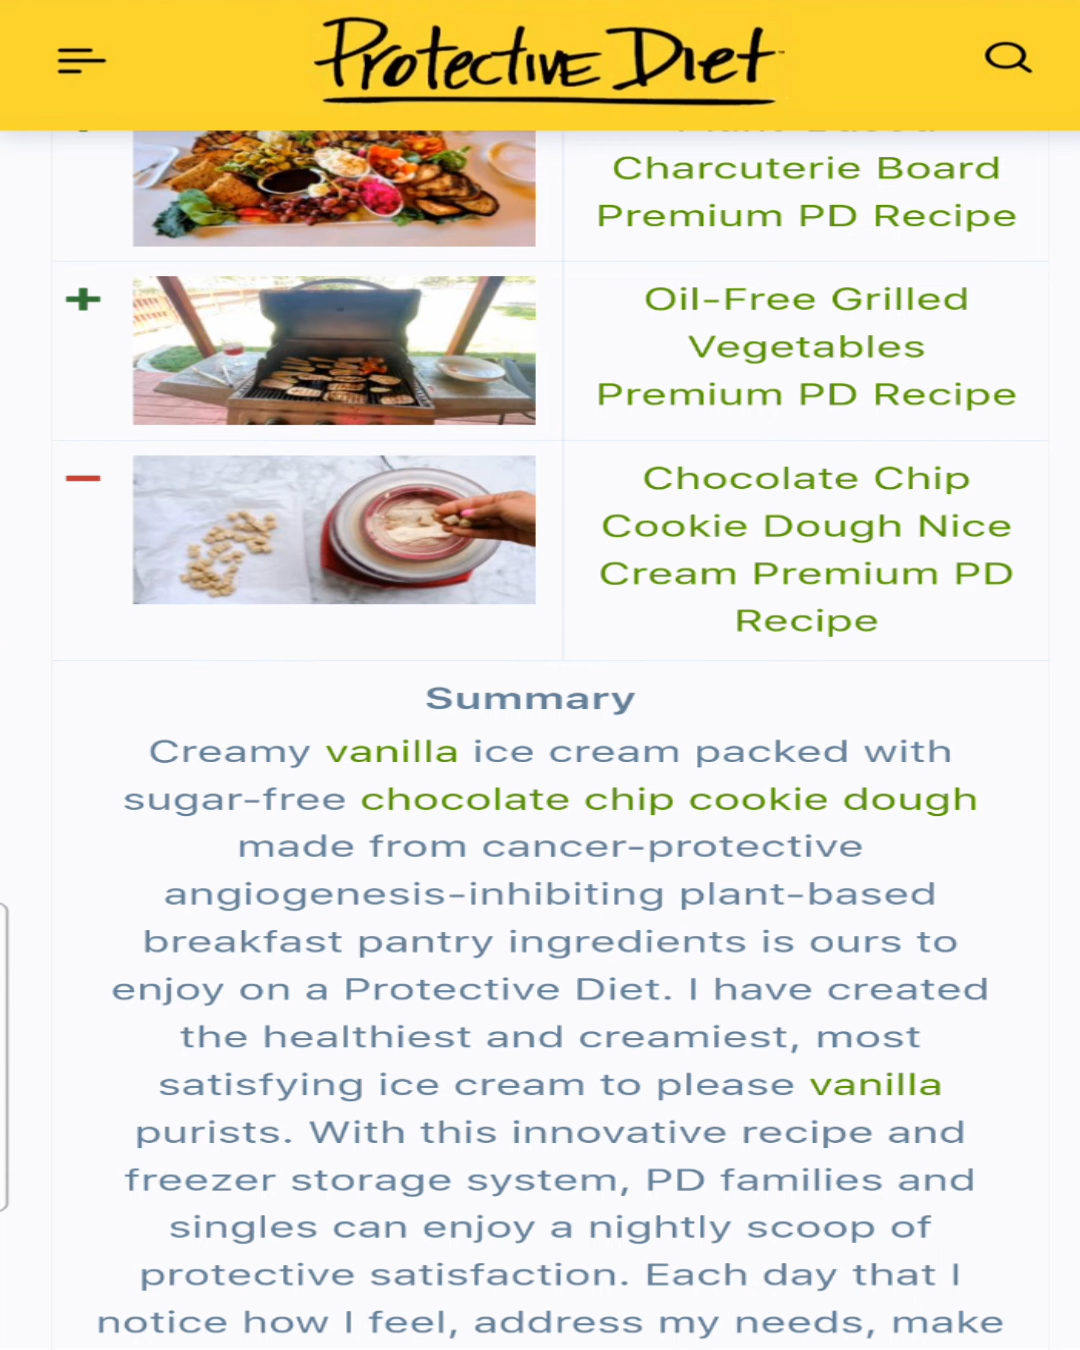 Protective Diet
Charcuterie Board
Premium PD Recipe
Oil-Free Grilled
Vegetables
Premium PD Recipe
Chocolate Chip
Cookie Dough Nice
Cream Premium PD
Recipe
Summary
Creamy vanilla ice cream packed with
sugar-free chocolate chip cookie dough
made from cancer-protective
angiogenesis-inhibiting plant-based
breakfast pantry ingredients is ours to
enjoy on a Protective Diet. I have created
the healthiest and creamiest, most
satisfying ice cream to please vanilla
purists. With this innovative recipe and
freezer storage system, PD families and
singles can enjoy a nightly scoop of
protective satisfaction. Each day that I
notice how I feel, address my needs, make